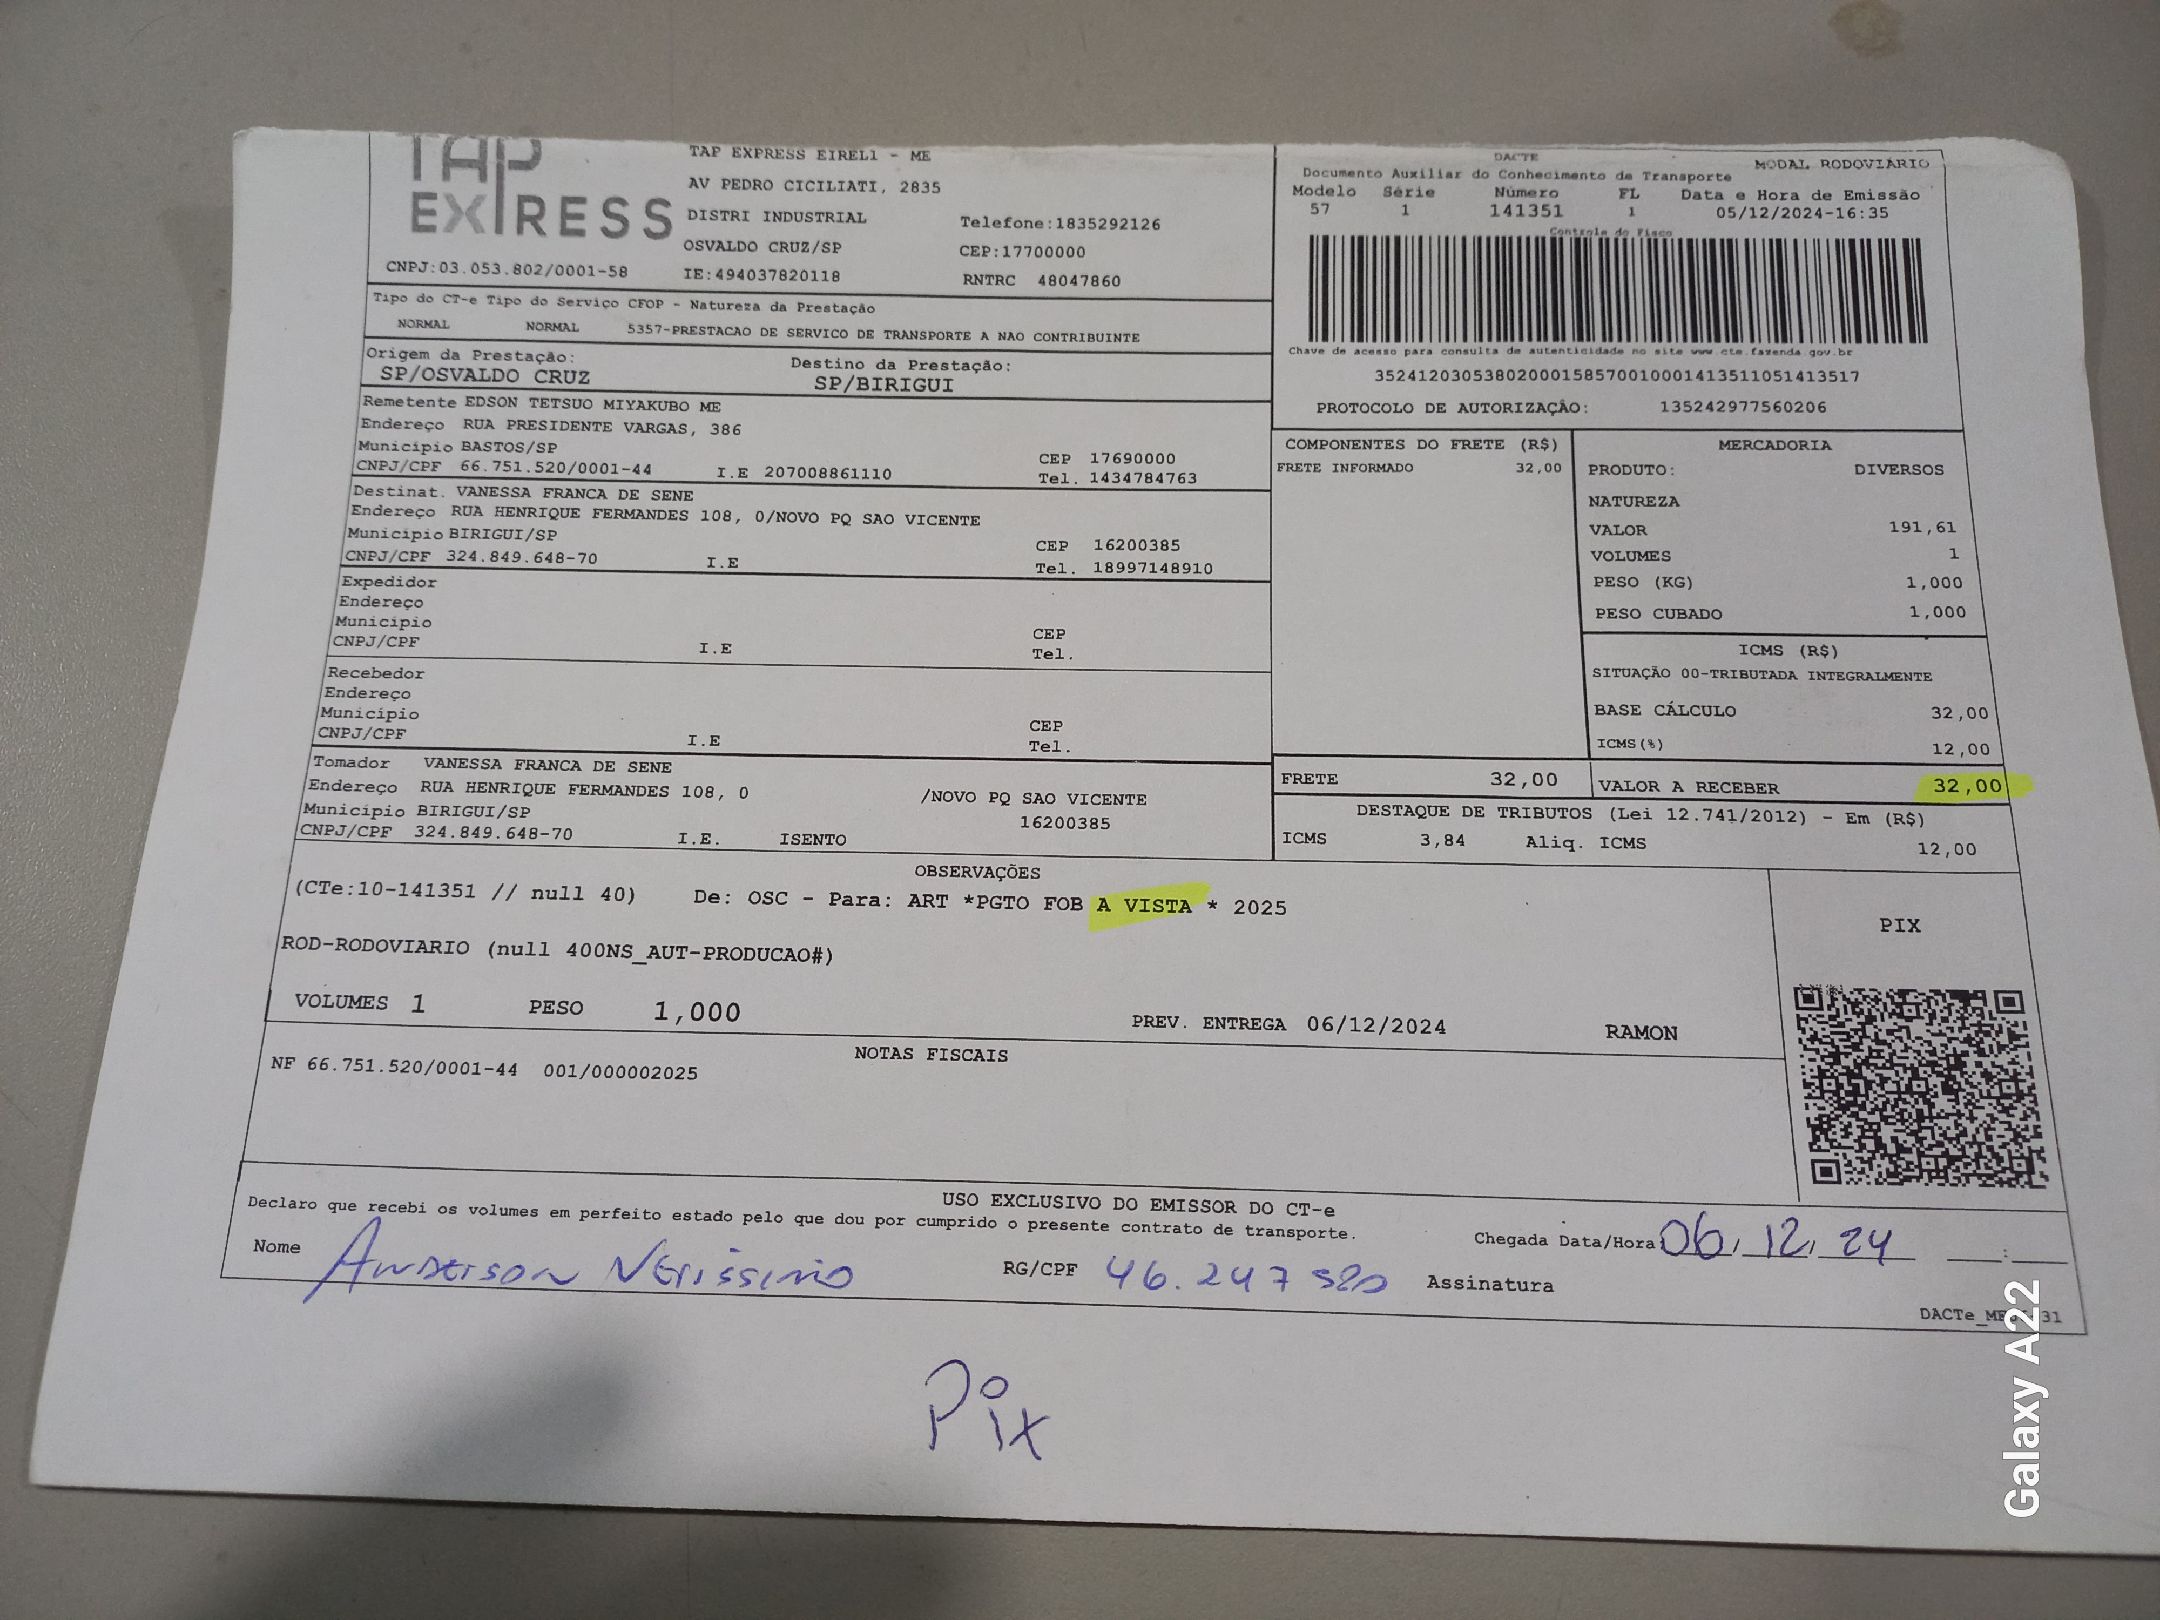 TAP EXPRESS
TAP EXPRESS EIREL1 - ME
AV PEDRO CICILIATI, 2835
DISTRI INDUSTRIAL Telefone:1835292126
OSVALDO CRUZ/SP CEP:17700000
CNPJ:03.053.802/0001-58 IE:494037820118 RNTRC 48047860
DACTE MODAL RODOVIÁRIO
Documento Auxiliar do Conhecimento de Transporte
Modelo Série Número FL Data e Hora de Emissão
57 1 141351 1 05/12/2024-16:35
Controle do Fisco
Chave de acesso para consulta de autenticidade no site www.cte.fazenda.gov.br
35241203053802000158570010001413511051413517
PROTOCOLO DE AUTORIZAÇÃO: 135242977560206
Tipo do CT-e Tipo do Serviço CFOP - Natureza da Prestação
NORMAL NORMAL 5357-PRESTACAO DE SERVICO DE TRANSPORTE A NAO CONTRIBUINTE
Origem da Prestação: Destino da Prestação:
SP/OSVALDO CRUZ SP/BIRIGUI
Remetente EDSON TETSUO MIYAKUBO ME
Endereço RUA PRESIDENTE VARGAS, 386
Município BASTOS/SP CEP 17690000
CNPJ/CPF 66.751.520/0001-44 I.E 207008861110 Tel. 1434784763
Destinat. VANESSA FRANCA DE SENE
Endereço RUA HENRIQUE FERMANDES 108, 0/NOVO PQ SAO VICENTE
Município BIRIGUI/SP CEP 16200385
CNPJ/CPF 324.849.648-70 I.E Tel. 18997148910
Expedidor
Endereço
Município CEP
CNPJ/CPF I.E Tel.
Recebedor
Endereço
Município CEP
CNPJ/CPF I.E Tel.
Tomador VANESSA FRANCA DE SENE
Endereço RUA HENRIQUE FERMANDES 108, 0 /NOVO PQ SAO VICENTE
Município BIRIGUI/SP 16200385
CNPJ/CPF 324.849.648-70 I.E. ISENTO
COMPONENTES DO FRETE (R$)
FRETE INFORMADO 32,00
MERCADORIA
PRODUTO: DIVERSOS
NATUREZA
VALOR 191,61
VOLUMES 1
PESO (KG) 1,000
PESO CUBADO 1,000
ICMS (R$)
SITUAÇÃO 00-TRIBUTADA INTEGRALMENTE
BASE CÁLCULO 32,00
ICMS(%) 12,00
FRETE 32,00 VALOR A RECEBER 32,00
DESTAQUE DE TRIBUTOS (Lei 12.741/2012) - Em (R$)
ICMS 3,84 Aliq. ICMS 12,00
OBSERVAÇÕES
(CTe:10-141351 // null 40) De: OSC - Para: ART *PGTO FOB A VISTA * 2025
ROD-RODOVIARIO (null 400NS_AUT-PRODUCAO#)
PIX
VOLUMES 1 PESO 1,000 PREV. ENTREGA 06/12/2024 RAMON
NOTAS FISCAIS
NF 66.751.520/0001-44 001/000002025
USO EXCLUSIVO DO EMISSOR DO CT-e
Declaro que recebi os volumes em perfeito estado pelo que dou por cumprido o presente contrato de transporte.
Chegada Data/Hora 06, 12, 24 :
Nome Anderson Verissimo RG/CPF 46.247 520 Assinatura
Pix
Galaxy A22